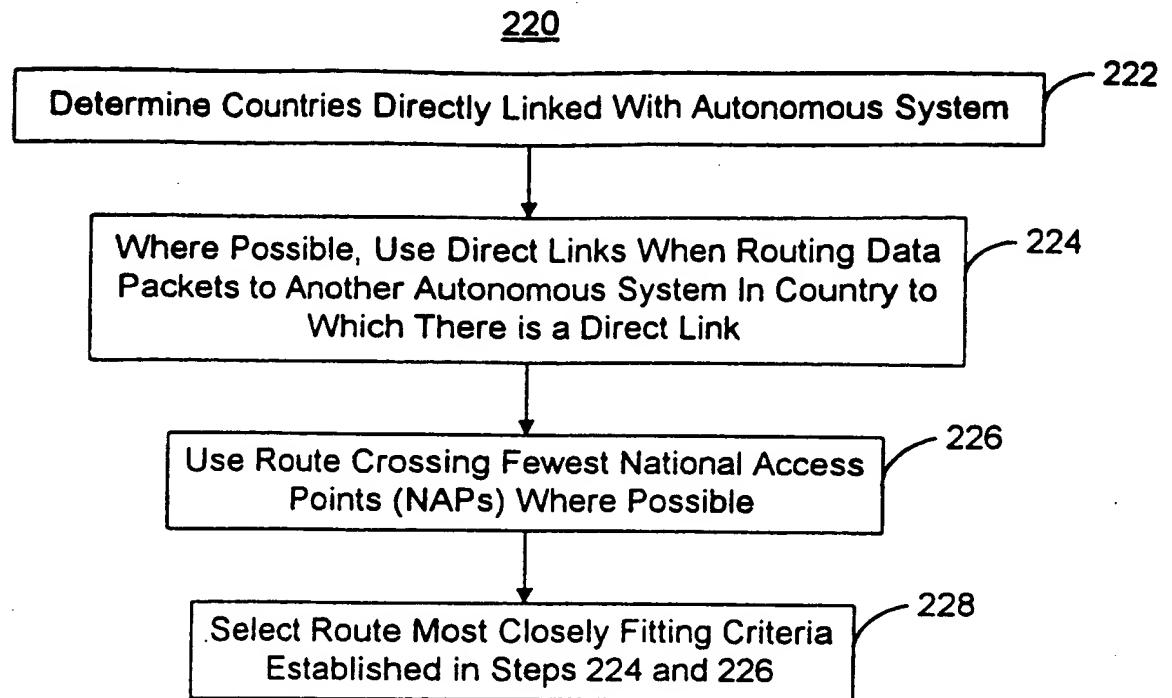 220
Determine Countries Directly Linked With Autonomous System
222
Where Possible, Use Direct Links When Routing Data
Packets to Another Autonomous System In Country to
Which There is a Direct Link
224
Use Route Crossing Fewest National Access
Points (NAPs) Where Possible
226
Select Route Most Closely Fitting Criteria
Established in Steps 224 and 226
228